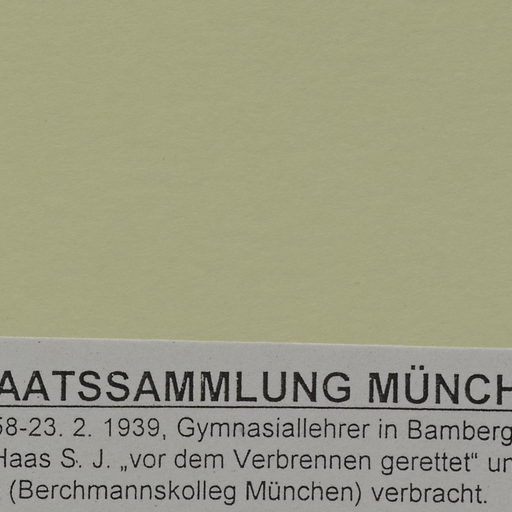 AATSSAMMLUNG MÜNCH
58-23. 2. 1939, Gymnasiallehrer in Bamberg
Haas S. J. „vor dem Verbrennen gerettet“ un
(Berchmannskolleg München) verbracht.